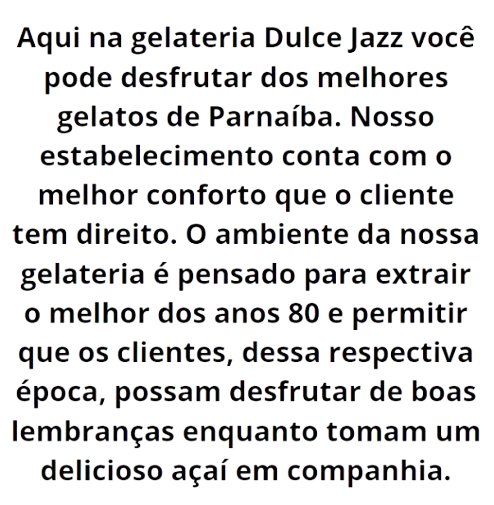 Aqui na gelateria Dulce Jazz você
pode desfrutar dos melhores
gelatos de Parnaíba. Nosso
estabelecimento conta com o
melhor conforto que o cliente
tem direito. O ambiente da nossa
gelateria é pensado para extrair
o melhor dos anos 80 e permitir
que os clientes, dessa respectiva
época, possam desfrutar de boas
lembranças enquanto tomam um
delicioso açaí em companhia.